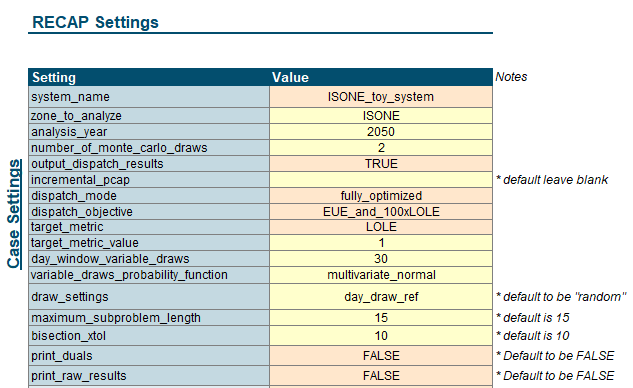 RECAP Settings
Setting Value Notes
system_name ISONE_toy_system
zone_to_analyze ISONE
analysis_year 2050
number_of_monte_carlo_draws 2
output_dispatch_results TRUE
incremental_pcap * default leave blank
dispatch_mode fully_optimized
dispatch_objective EUE_and_100xLOLE
target_metric LOLE
target_metric_value 1
day_window_variable_draws 30
variable_draws_probability_function multivariate_normal
draw_settings day_draw_ref * default to be "random"
maximum_subproblem_length 15 * default is 15
bisection_xtol 10 * default is 10
print_duals FALSE * Default to be FALSE
print_raw_results FALSE * Default to be FALSE
Case Settings